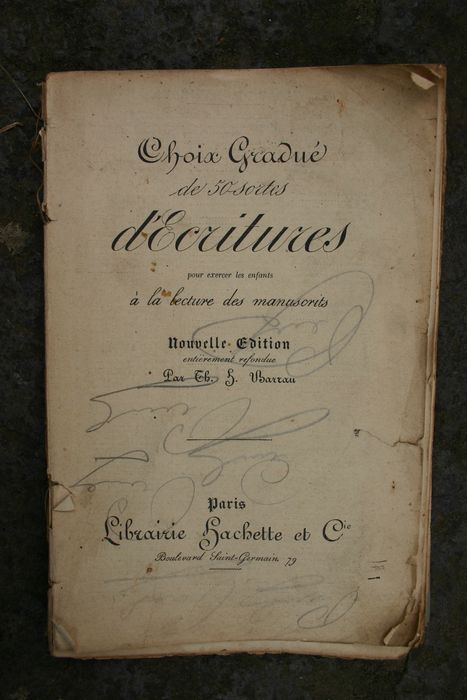 Choix Gradué
de 50 sortes
d'Ecritures
pour exercer les enfants
à la lecture des manuscrits
Nouvelle Edition
entièrement refondue
Par Th. H. Barrau
Paris
Librairie Hachette et Cie
Boulevard Saint-Germain, 79